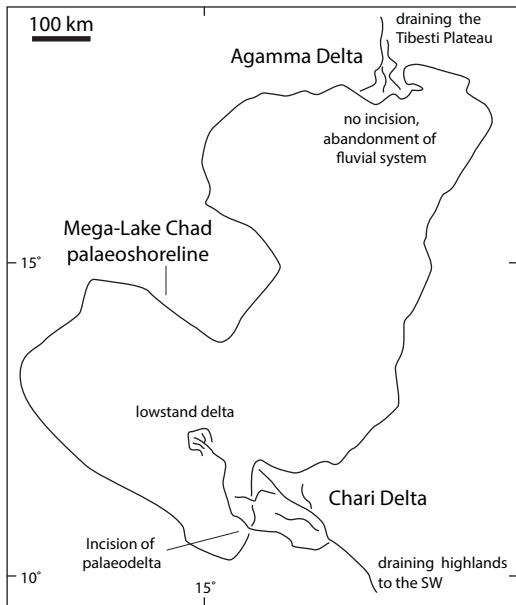 100 km
draining the
Tibesti Plateau
Agamma Delta
no incision,
abandonment of
fluvial system
Mega-Lake Chad
palaeoshoreline
15˚
lowstand delta
Chari Delta
Incision of
palaeodelta
draining highlands
to the SW
10˚
15˚